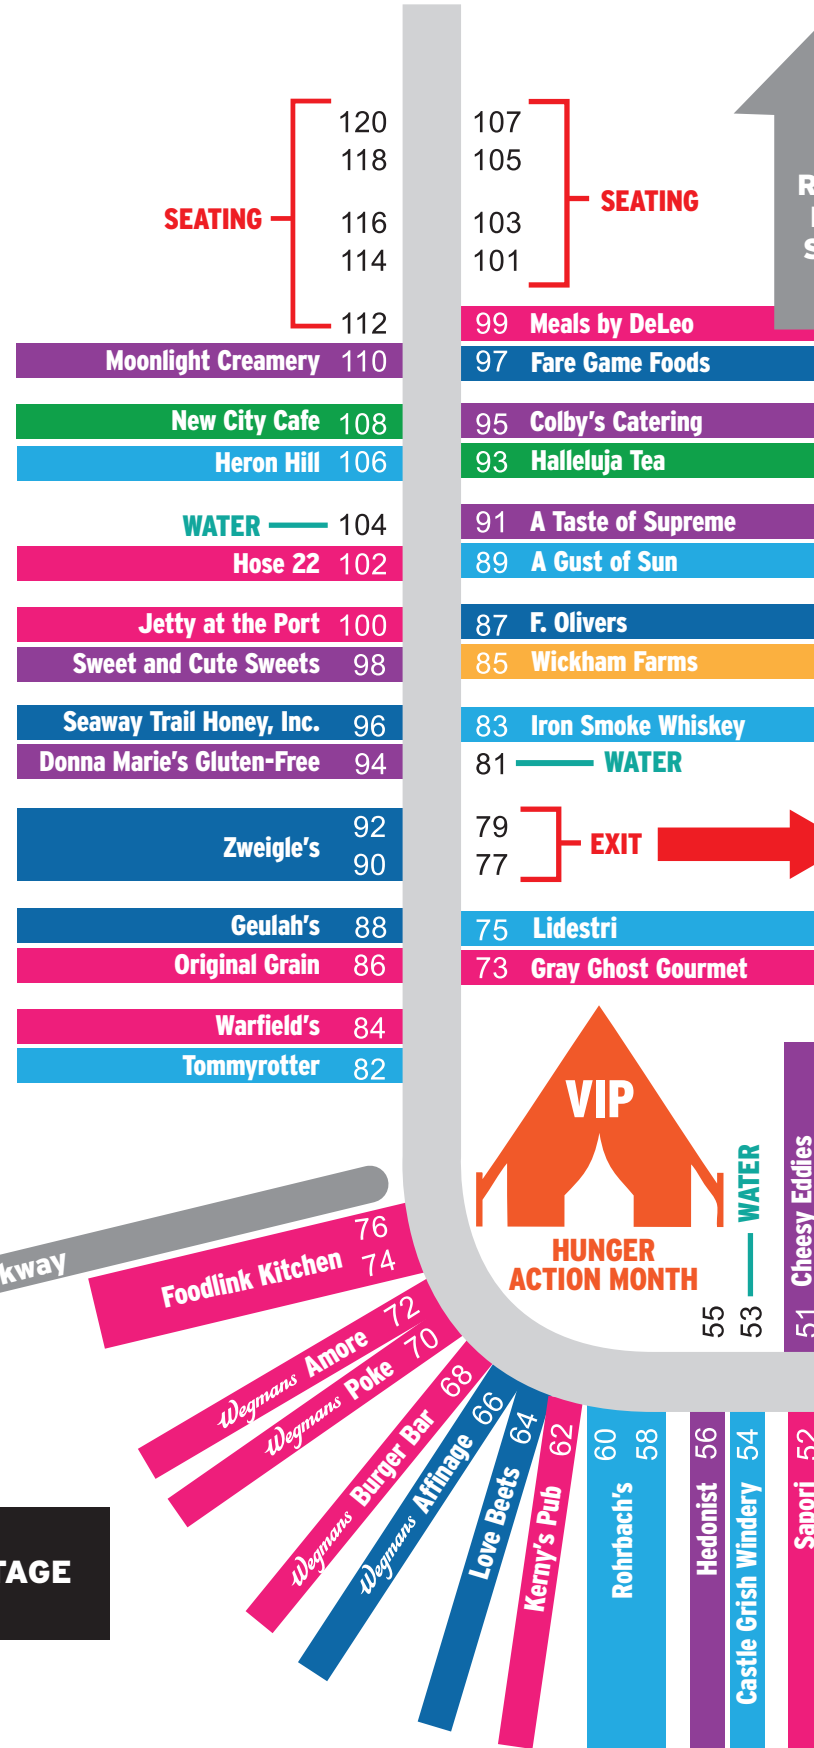 120
118
SEATING
116
114
112
107
105
SEATING
103
101
Moonlight Creamery 110
New City Cafe 108
Heron Hill 106
WATER 104
Hose 22 102
Jetty at the Port 100
Sweet and Cute Sweets 98
Seaway Trail Honey, Inc. 96
Donna Marie's Gluten-Free 94
92
Zweigle's
90
Geulah's 88
Original Grain 86
Warfield's 84
Tommyrotter 82
99 Meals by DeLeo
97 Fare Game Foods
95 Colby's Catering
93 Halleluja Tea
91 A Taste of Supreme
89 A Gust of Sun
87 F. Olivers
85 Wickham Farms
83 Iron Smoke Whiskey
81 WATER
79
EXIT
77
75 Lidestri
73 Gray Ghost Gourmet
VIP
HUNGER
ACTION MONTH
55
53 WATER
51 Cheesy Eddies
76
Foodlink Kitchen 74
Wegmans Amore 72
Wegmans Poke 70
Wegmans Burger Bar 68
Wegmans Affinage 66
Love Beets 64
Kerny's Pub 62
60
Rohrbach's
58
Hedonist 56
Castle Grish Windery 54
Sapori 52